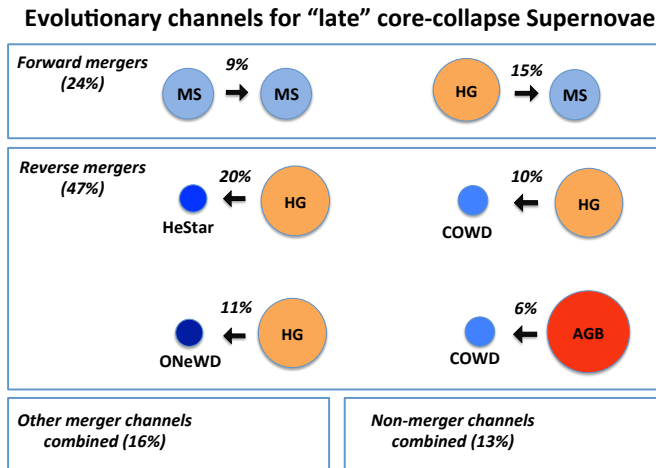 Evolutionary channels for “late” core-collapse Supernovae
Forward mergers
(24%)
9%
MS
MS
15%
HG
MS
Reverse mergers
(47%)
20%
HeStar
HG
10%
COWD
HG
11%
ONeWD
HG
6%
COWD
AGB
Other merger channels
combined (16%)
Non-merger channels
combined (13%)